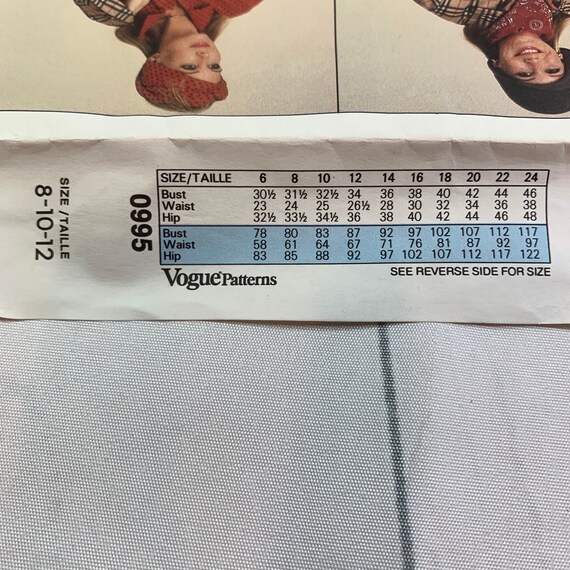 SIZE/TAILLE
8-10-12
0995
SIZE/TAILLE 6 8 10 12 14 16 18 20 22 24
Bust 30½ 31½ 32½ 34 36 38 40 42 44 46
Waist 23 24 25 26½ 28 30 32 34 36 38
Hip 32½ 33½ 34½ 36 38 40 42 44 46 48
Bust 78 80 83 87 92 97 102 107 112 117
Waist 58 61 64 67 71 76 81 87 92 97
Hip 83 85 88 92 97 102 107 112 117 122
Vogue Patterns
SEE REVERSE SIDE FOR SIZE